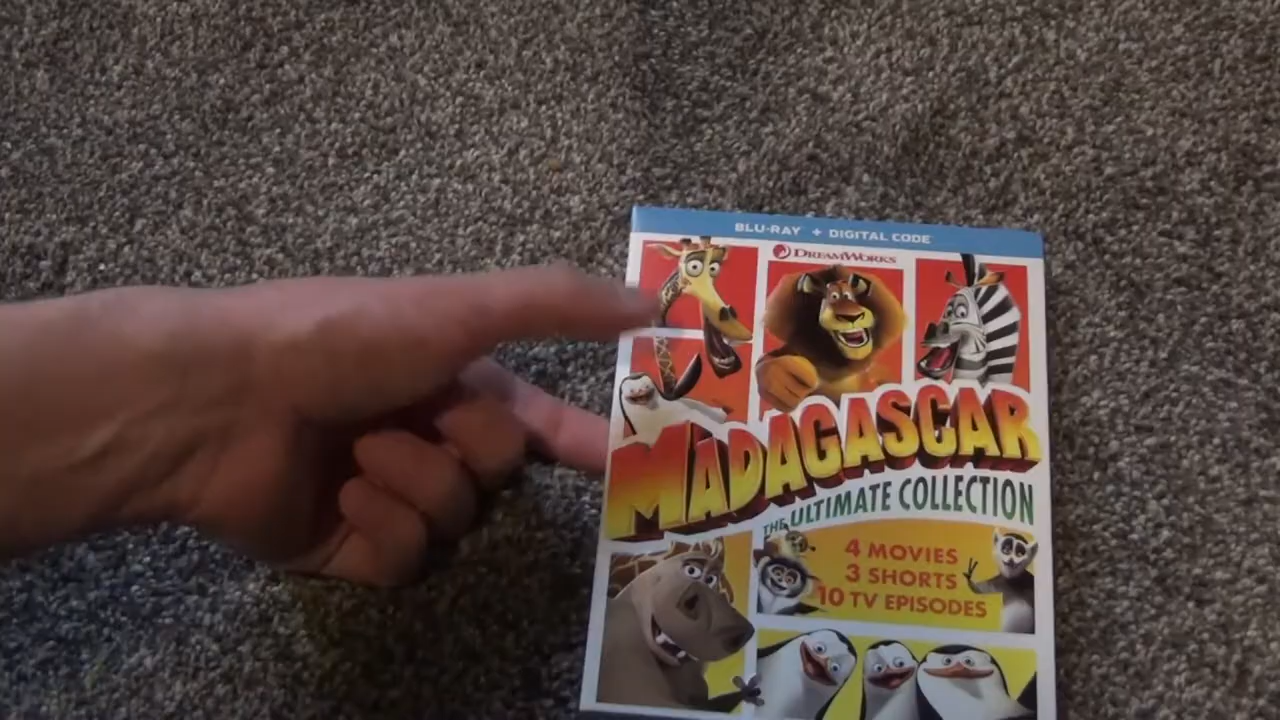 BLU-RAY + DIGITAL CODE
DREAMWORKS
MADAGASCAR
THE ULTIMATE COLLECTION
4 MOVIES
3 SHORTS
10 TV EPISODES